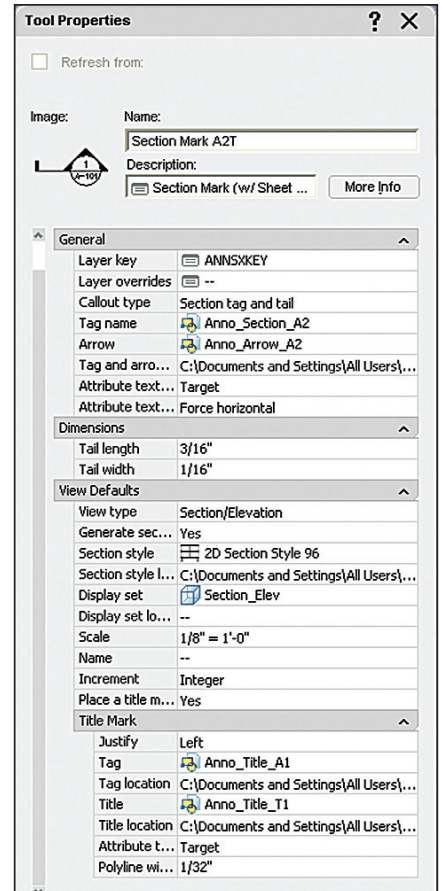 Tool Properties ? X
Refresh from:
Image: Name:
Section Mark A2T
1
A-101
Description:
Section Mark (w/ Sheet ... More Info
General
Layer key ANNSXKEY
Layer overrides --
Callout type Section tag and tail
Tag name Anno_Section_A2
Arrow Anno_Arrow_A2
Tag and arro... C:\Documents and Settings\All Users\...
Attribute text... Target
Attribute text... Force horizontal
Dimensions
Tail length 3/16"
Tail width 1/16"
View Defaults
View type Section/Elevation
Generate sec... Yes
Section style 2D Section Style 96
Section style l... C:\Documents and Settings\All Users\...
Display set Section_Elev
Display set lo... --
Scale 1/8" = 1'-0"
Name --
Increment Integer
Place a title m... Yes
Title Mark
Justify Left
Tag Anno_Title_A1
Tag location C:\Documents and Settings\All Users\...
Title Anno_Title_T1
Title location C:\Documents and Settings\All Users\...
Attribute t... Target
Polyline wi... 1/32"